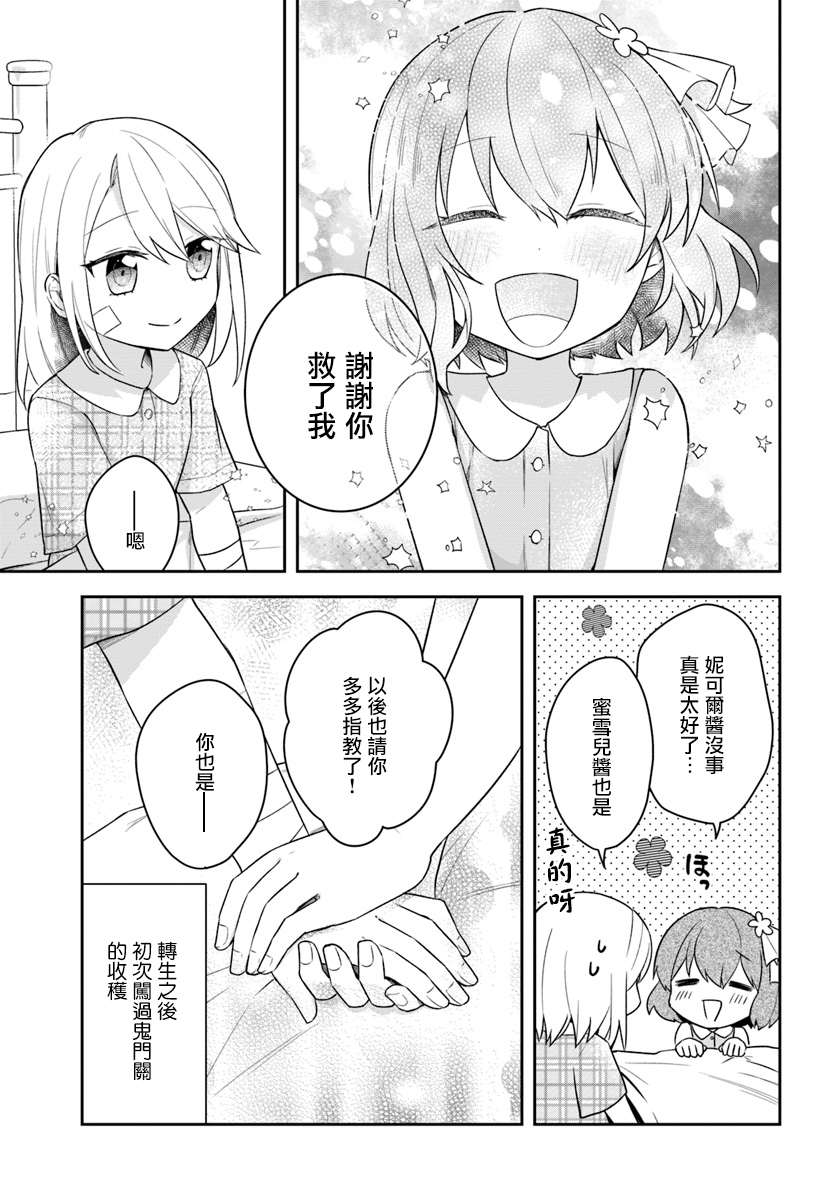 謝謝你
救了我
——嗯
妮可爾醬沒事
真是太好了…
蜜雪兒醬也是
真的呀
ほっ
以後也請你
多多指教了！
你也是——
轉生之後
初次闖過鬼門關
的收穫